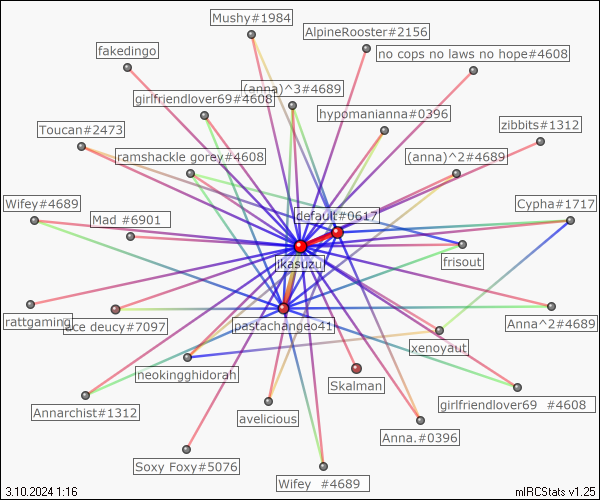 Mushy#1984
AlpineRooster#2156
fakedingo
no cops no laws no hope#4608
(anna)^3#4689
girlfriendlover69#4608
hypomanianna#0396
zibbits#1312
Toucan#2473
ramshackle gorey#4608
(anna)^2#4689
Wifey#4689
Cypha#1717
Mad #6901
default#0617
frisout
ikasuzu
rattgaming
ace deucy#7097
pastachangeo41
Anna^2#4689
xenoyaut
neokingghidorah
Skalman
Annarchist#1312
avelicious
girlfriendlover69 #4608
Anna.#0396
Soxy Foxy#5076
Wifey #4689
3.10.2024 1:16
mIRCStats v1.25